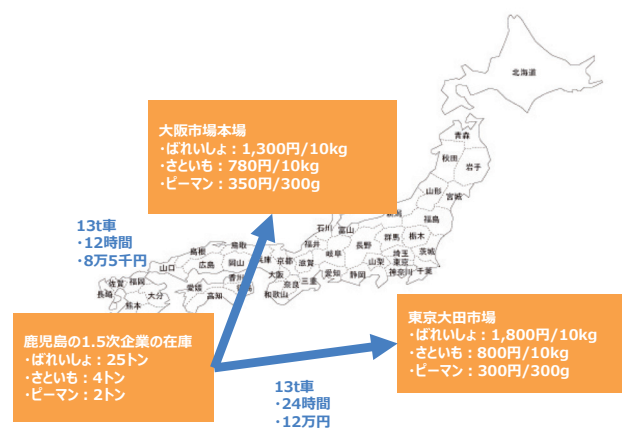 北海道
大阪市場本場
・ばれいしょ：1,300円/10kg
・さといも：780円/10kg
・ピーマン：350円/300g
青森
秋田
岩手
山形
宮城
福島
石川
富山
福井
長野
群馬
栃木
岐阜
埼玉
茨城
山梨
東京
愛知
静岡
神奈川
千葉
13t車
・12時間
・8万5千円
島根
鳥取
兵庫
京都
滋賀
山口
広島
岡山
大阪
奈良
三重
香川
和歌山
佐賀
福岡
愛媛
高知
長崎
大分
熊本
鹿児島の1.5次企業の在庫
・ばれいしょ：25トン
・さといも：4トン
・ピーマン：2トン
東京大田市場
・ばれいしょ：1,800円/10kg
・さといも：800円/10kg
・ピーマン：300円/300g
13t車
・24時間
・12万円